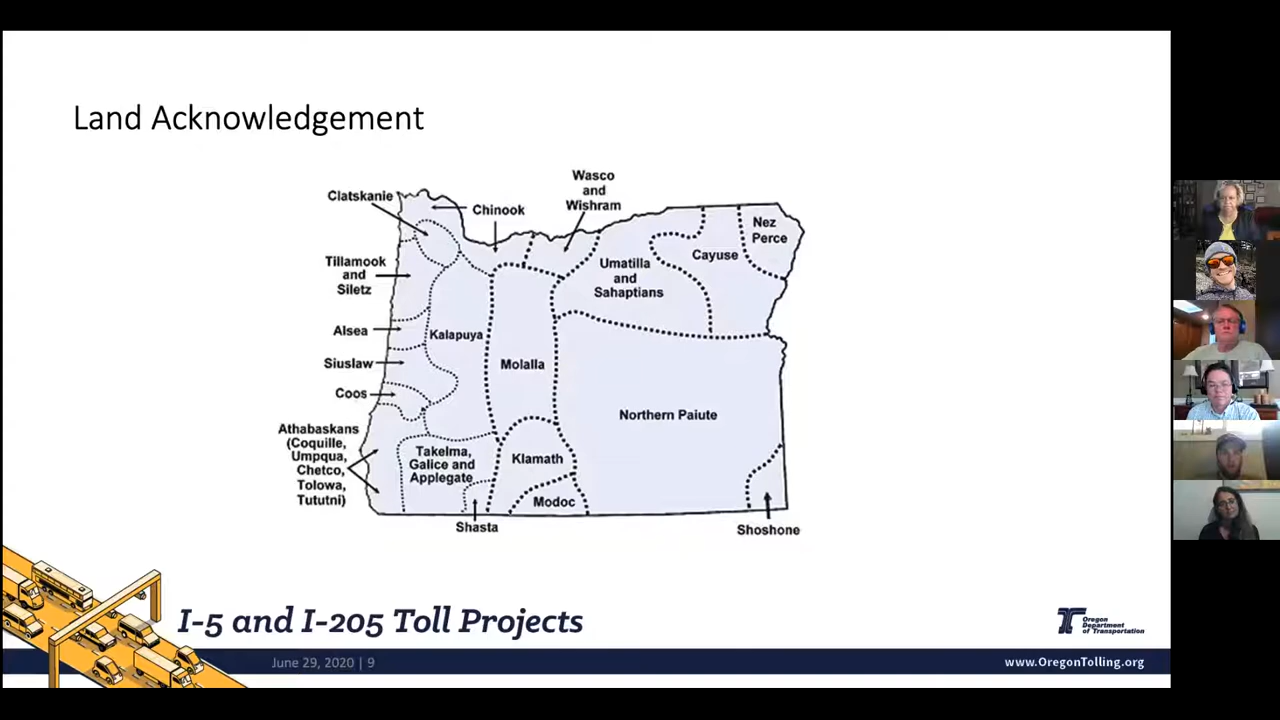 Land Acknowledgement
Wasco
and
Wishram
Clatskanie
Chinook
Nez
Perce
Cayuse
Umatilla
and
Sahaptians
Tillamook
and
Siletz
Alsea
Kalapuya
Siuslaw
Molalla
Coos
Northern Paiute
Athabaskans
(Coquille,
Umpqua,
Chetco,
Tolowa,
Tututni)
Takelma,
Galice and
Applegate
Klamath
Modoc
Shasta
Shoshone
I-5 and I-205 Toll Projects
Oregon
Department
of Transportation
June 29, 2020 | 9
www.OregonTolling.org